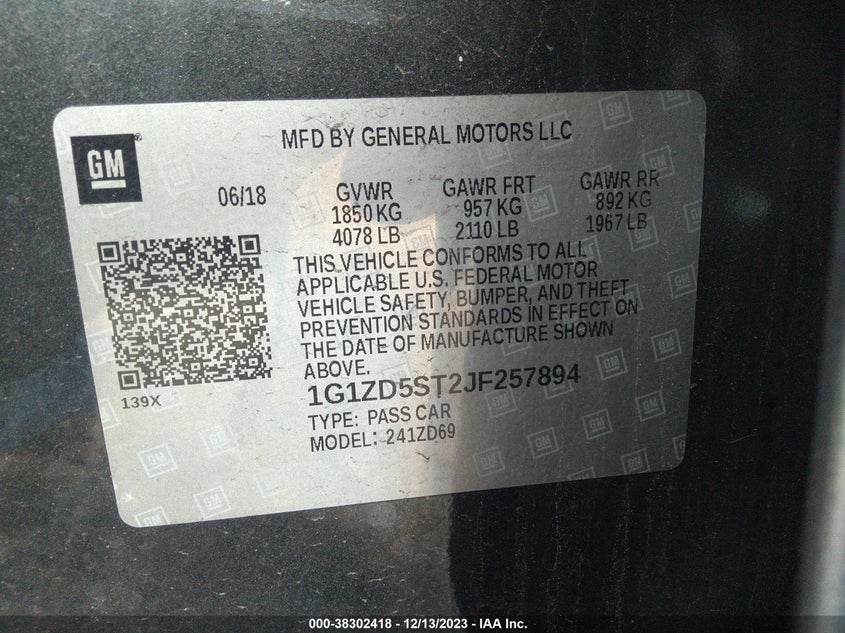 GM
MFD BY GENERAL MOTORS LLC
06/18
GVWR
1850 KG
4078 LB
GAWR FRT
957 KG
2110 LB
GAWR RR
892 KG
1967 LB
THIS VEHICLE CONFORMS TO ALL
APPLICABLE U.S. FEDERAL MOTOR
VEHICLE SAFETY, BUMPER, AND THEFT
PREVENTION STANDARDS IN EFFECT ON
THE DATE OF MANUFACTURE SHOWN
ABOVE.
139X
1G1ZD5ST2JF257894
TYPE: PASS CAR
MODEL: 241ZD69
000-38302418 - 12/13/2023 - IAA Inc.